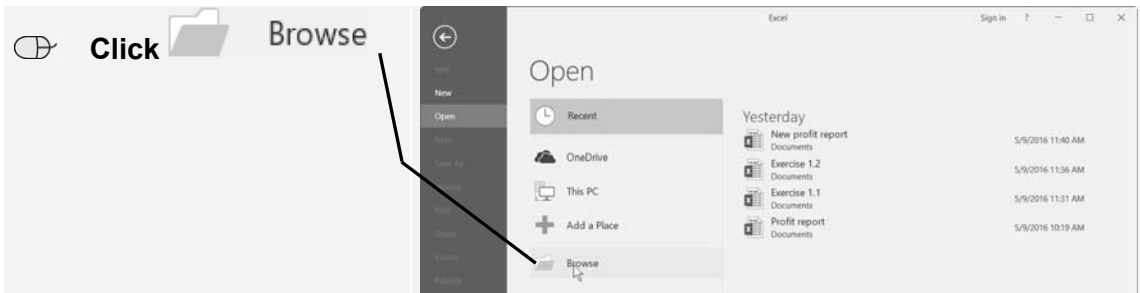 Click Browse
Excel
Sign in ?
Open
New
Open
Recent
OneDrive
This PC
Add a Place
Browse
Yesterday
New profit report
Documents
5/9/2016 11:40 AM
Exercise 1.2
Documents
5/9/2016 11:36 AM
Exercise 1.1
Documents
5/9/2016 11:31 AM
Profit report
Documents
5/9/2016 10:19 AM